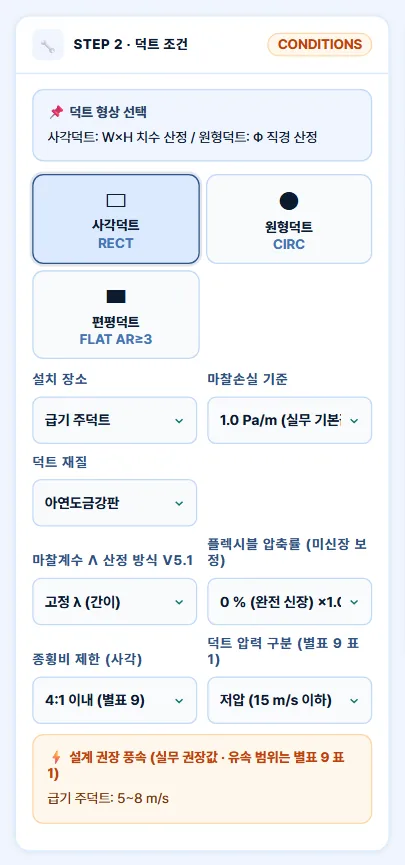 STEP 2 · 덕트 조건
CONDITIONS
📌 덕트 형상 선택
사각덕트: W×H 치수 산정 / 원형덕트: Φ 직경 산정
사각덕트
RECT
원형덕트
CIRC
편평덕트
FLAT AR≥3
설치 장소
마찰손실 기준
급기 주덕트
1.0 Pa/m (실무 기본
덕트 재질
아연도금강판
마찰계수 Λ 산정 방식 V5.1
플렉시블 압축률 (미신장 보
정)
고정 λ (간이)
0 % (완전 신장) ×1.0
종횡비 제한 (사각)
덕트 압력 구분 (별표 9 표
1)
4:1 이내 (별표 9)
저압 (15 m/s 이하)
⚡ 설계 권장 풍속 (실무 권장값 · 유속 범위는 별표 9 표
1)
급기 주덕트: 5~8 m/s